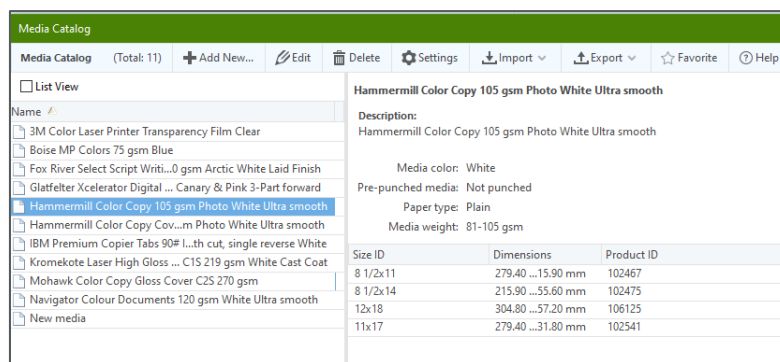 Media Catalog
Media Catalog (Total: 11) Add New... Edit Delete Settings Import Export Favorite Help
List View
Name
3M Color Laser Printer Transparency Film Clear
Boise MP Colors 75 gsm Blue
Fox River Select Script Writi...0 gsm Arctic White Laid Finish
Glatfelter Xcelerator Digital ... Canary & Pink 3-Part forward
Hammermill Color Copy 105 gsm Photo White Ultra smooth
Hammermill Color Copy Cov...m Photo White Ultra smooth
IBM Premium Copier Tabs 90# I...th cut, single reverse White
Kromekote Laser High Gloss ... C1S 219 gsm White Cast Coat
Mohawk Color Copy Gloss Cover C2S 270 gsm
Navigator Colour Documents 120 gsm White Ultra smooth
New media
Hammermill Color Copy 105 gsm Photo White Ultra smooth
Description:
Hammermill Color Copy 105 gsm Photo White Ultra smooth
Media color: White
Pre-punched media: Not punched
Paper type: Plain
Media weight: 81-105 gsm
Size ID Dimensions Product ID
8 1/2x11 279.40 ...15.90 mm 102467
8 1/2x14 215.90 ...55.60 mm 102475
12x18 304.80 ...57.20 mm 106125
11x17 279.40 ...31.80 mm 102541